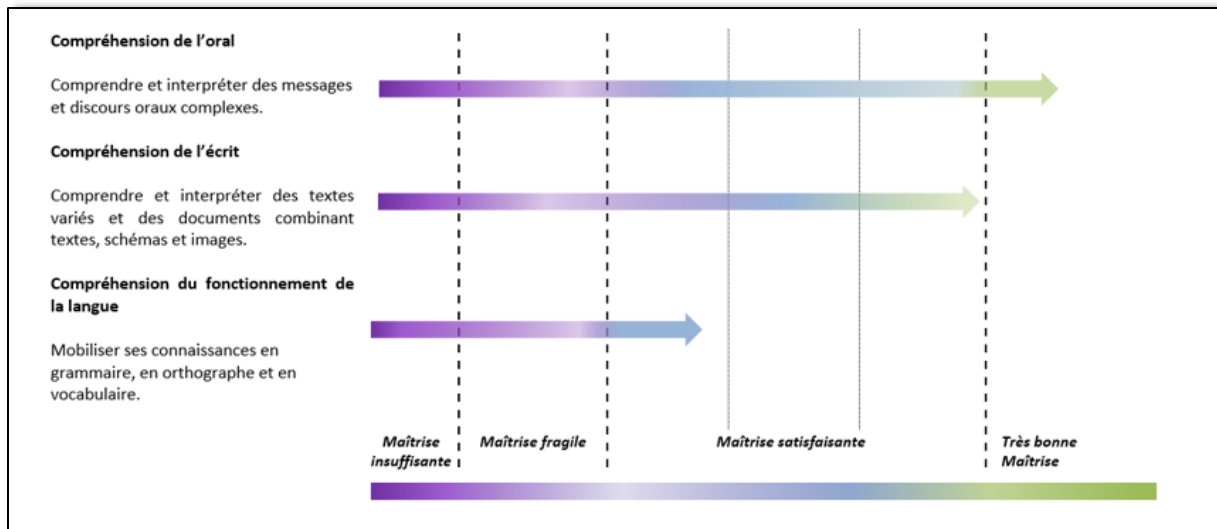 Compréhension de l’oral
Comprendre et interpréter des messages
et discours oraux complexes.
Compréhension de l’écrit
Comprendre et interpréter des textes
variés et des documents combinant
textes, schémas et images.
Compréhension du fonctionnement de
la langue
Mobiliser ses connaissances en
grammaire, en orthographe et en
vocabulaire.
Maîtrise
insuffisante
Maîtrise fragile
Maîtrise satisfaisante
Très bonne
Maîtrise